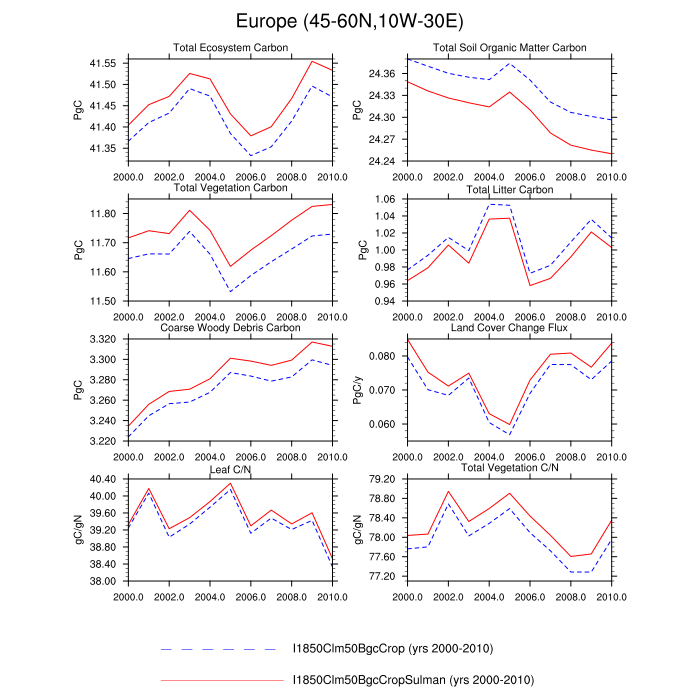 Europe (45-60N,10W-30E)
Total Ecosystem Carbon
PgC
41.55
41.50
41.45
41.40
41.35
2000.0 2002.0 2004.0 2006.0 2008.0 2010.0
Total Soil Organic Matter Carbon
PgC
24.36
24.33
24.30
24.27
24.24
2000.0 2002.0 2004.0 2006.0 2008.0 2010.0
Total Vegetation Carbon
PgC
11.80
11.70
11.60
11.50
2000.0 2002.0 2004.0 2006.0 2008.0 2010.0
Total Litter Carbon
PgC
1.06
1.04
1.02
1.00
0.98
0.96
0.94
2000.0 2002.0 2004.0 2006.0 2008.0 2010.0
Coarse Woody Debris Carbon
PgC
3.320
3.300
3.280
3.260
3.240
3.220
2000.0 2002.0 2004.0 2006.0 2008.0 2010.0
Land Cover Change Flux
PgC/y
0.080
0.070
0.060
2000.0 2002.0 2004.0 2006.0 2008.0 2010.0
Leaf C/N
gC/gN
40.40
40.00
39.60
39.20
38.80
38.40
38.00
2000.0 2002.0 2004.0 2006.0 2008.0 2010.0
Total Vegetation C/N
gC/gN
79.20
78.80
78.40
78.00
77.60
77.20
2000.0 2002.0 2004.0 2006.0 2008.0 2010.0
I1850Clm50BgcCrop (yrs 2000-2010)
I1850Clm50BgcCropSulman (yrs 2000-2010)